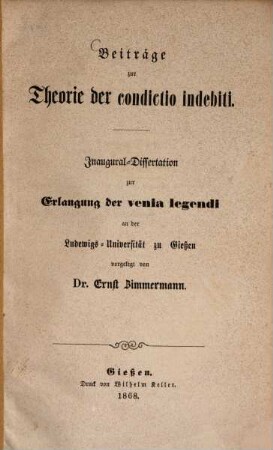 Beiträge
zur
Theorie der condictio indebiti.
Inaugural-Dissertation
zur
Erlangung der venia legendi
an der
Ludewigs-Universität zu Gießen
vorgelegt von
Dr. Ernst Zimmermann.
Gießen.
Druck von Wilhelm Keller.
1868.